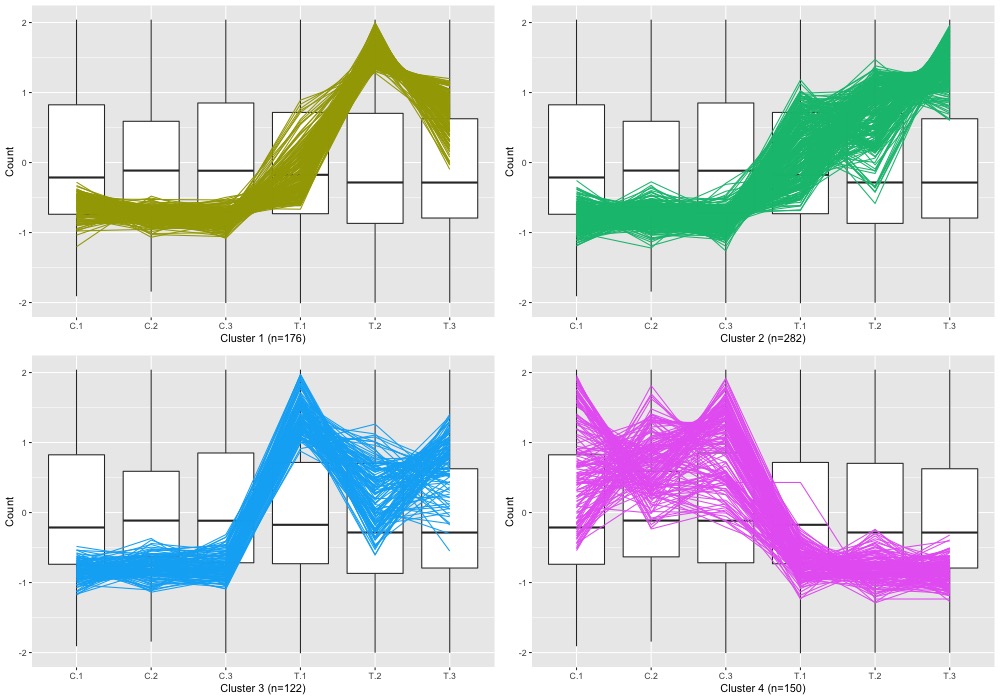 2
1
0
-1
-2
Count
C.1 C.2 C.3 T.1 T.2 T.3
Cluster 1 (n=176)
2
1
0
-1
-2
Count
C.1 C.2 C.3 T.1 T.2 T.3
Cluster 2 (n=282)
2
1
0
-1
-2
Count
C.1 C.2 C.3 T.1 T.2 T.3
Cluster 3 (n=122)
2
1
0
-1
-2
Count
C.1 C.2 C.3 T.1 T.2 T.3
Cluster 4 (n=150)